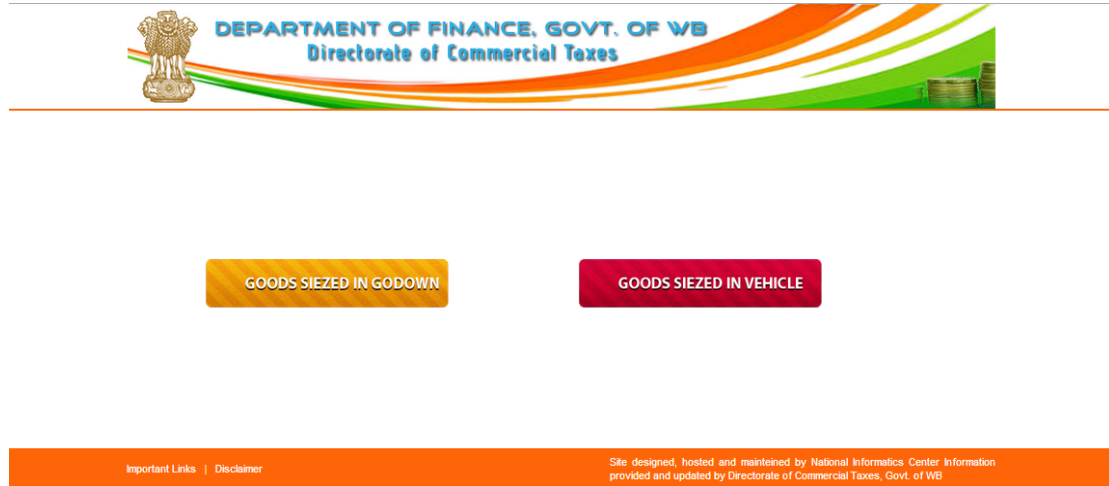 DEPARTMENT OF FINANCE, GOVT. OF WB
Directorate of Commercial Taxes
GOODS SIEZED IN GODOWN
GOODS SIEZED IN VEHICLE
Important Links | Disclaimer
Site designed, hosted and mainteined by National Informatics Center Information
provided and updated by Directorate of Commercial Taxes, Govt. of WB